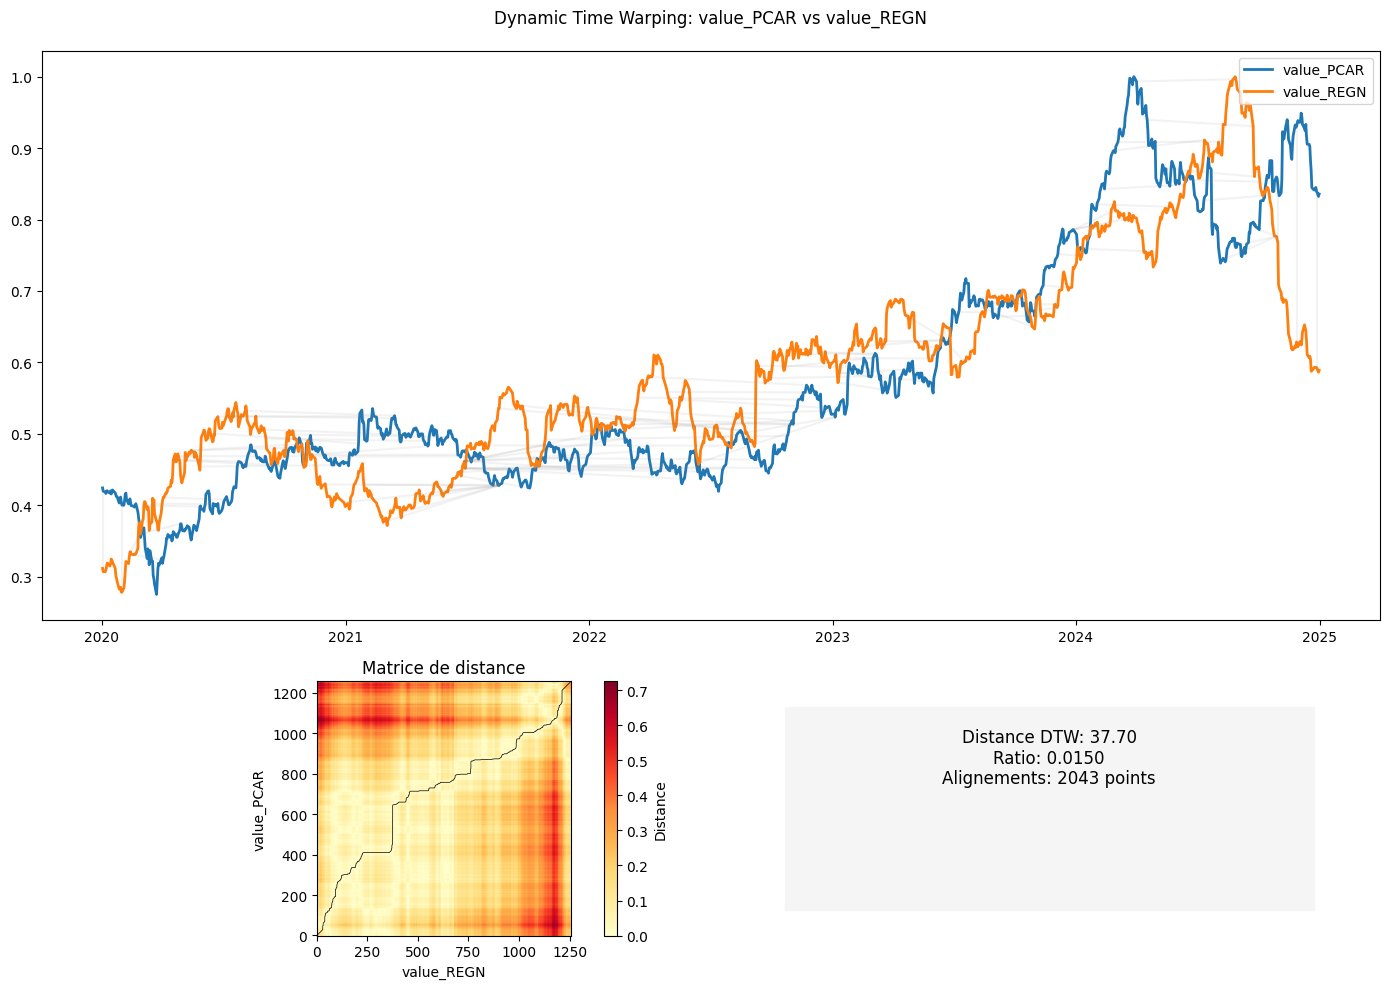 Dynamic Time Warping: value_PCAR vs value_REGN
1.0
0.9
0.8
0.7
0.6
0.5
0.4
0.3
value_PCAR
value_REGN
2020 2021 2022 2023 2024 2025
Matrice de distance
1200
1000
800
600
400
200
0
value_PCAR
0 250 500 750 1000 1250
value_REGN
0.7
0.6
0.5
0.4
0.3
0.2
0.1
0.0
Distance
Distance DTW: 37.70
Ratio: 0.0150
Alignements: 2043 points